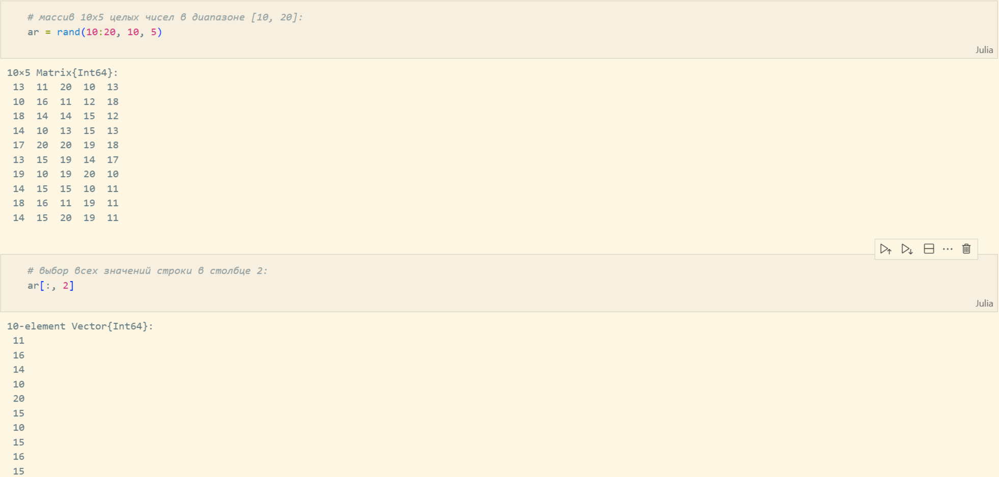 # массив 10x5 целых чисел в диапазоне [10, 20]:
ar = rand(10:20, 10, 5)
Julia
10×5 Matrix{Int64}:
13 11 20 10 13
10 16 11 12 18
18 14 14 15 12
14 10 13 15 13
17 20 20 19 18
13 15 19 14 17
19 10 19 20 10
14 15 15 10 11
18 16 11 19 11
14 15 20 19 11
# выбор всех значений строки в столбце 2:
ar[:, 2]
Julia
10-element Vector{Int64}:
11
16
14
10
20
15
10
15
16
15